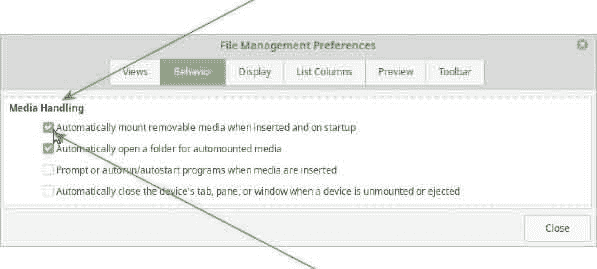 File Management Preferences
Views Behavior Display List Columns Preview Toolbar
Media Handling
Automatically mount removable media when inserted and on startup
Automatically open a folder for automounted media
Prompt or autorun/autostart programs when media are inserted
Automatically close the device's tab, pane, or window when a device is unmounted or ejected
Close